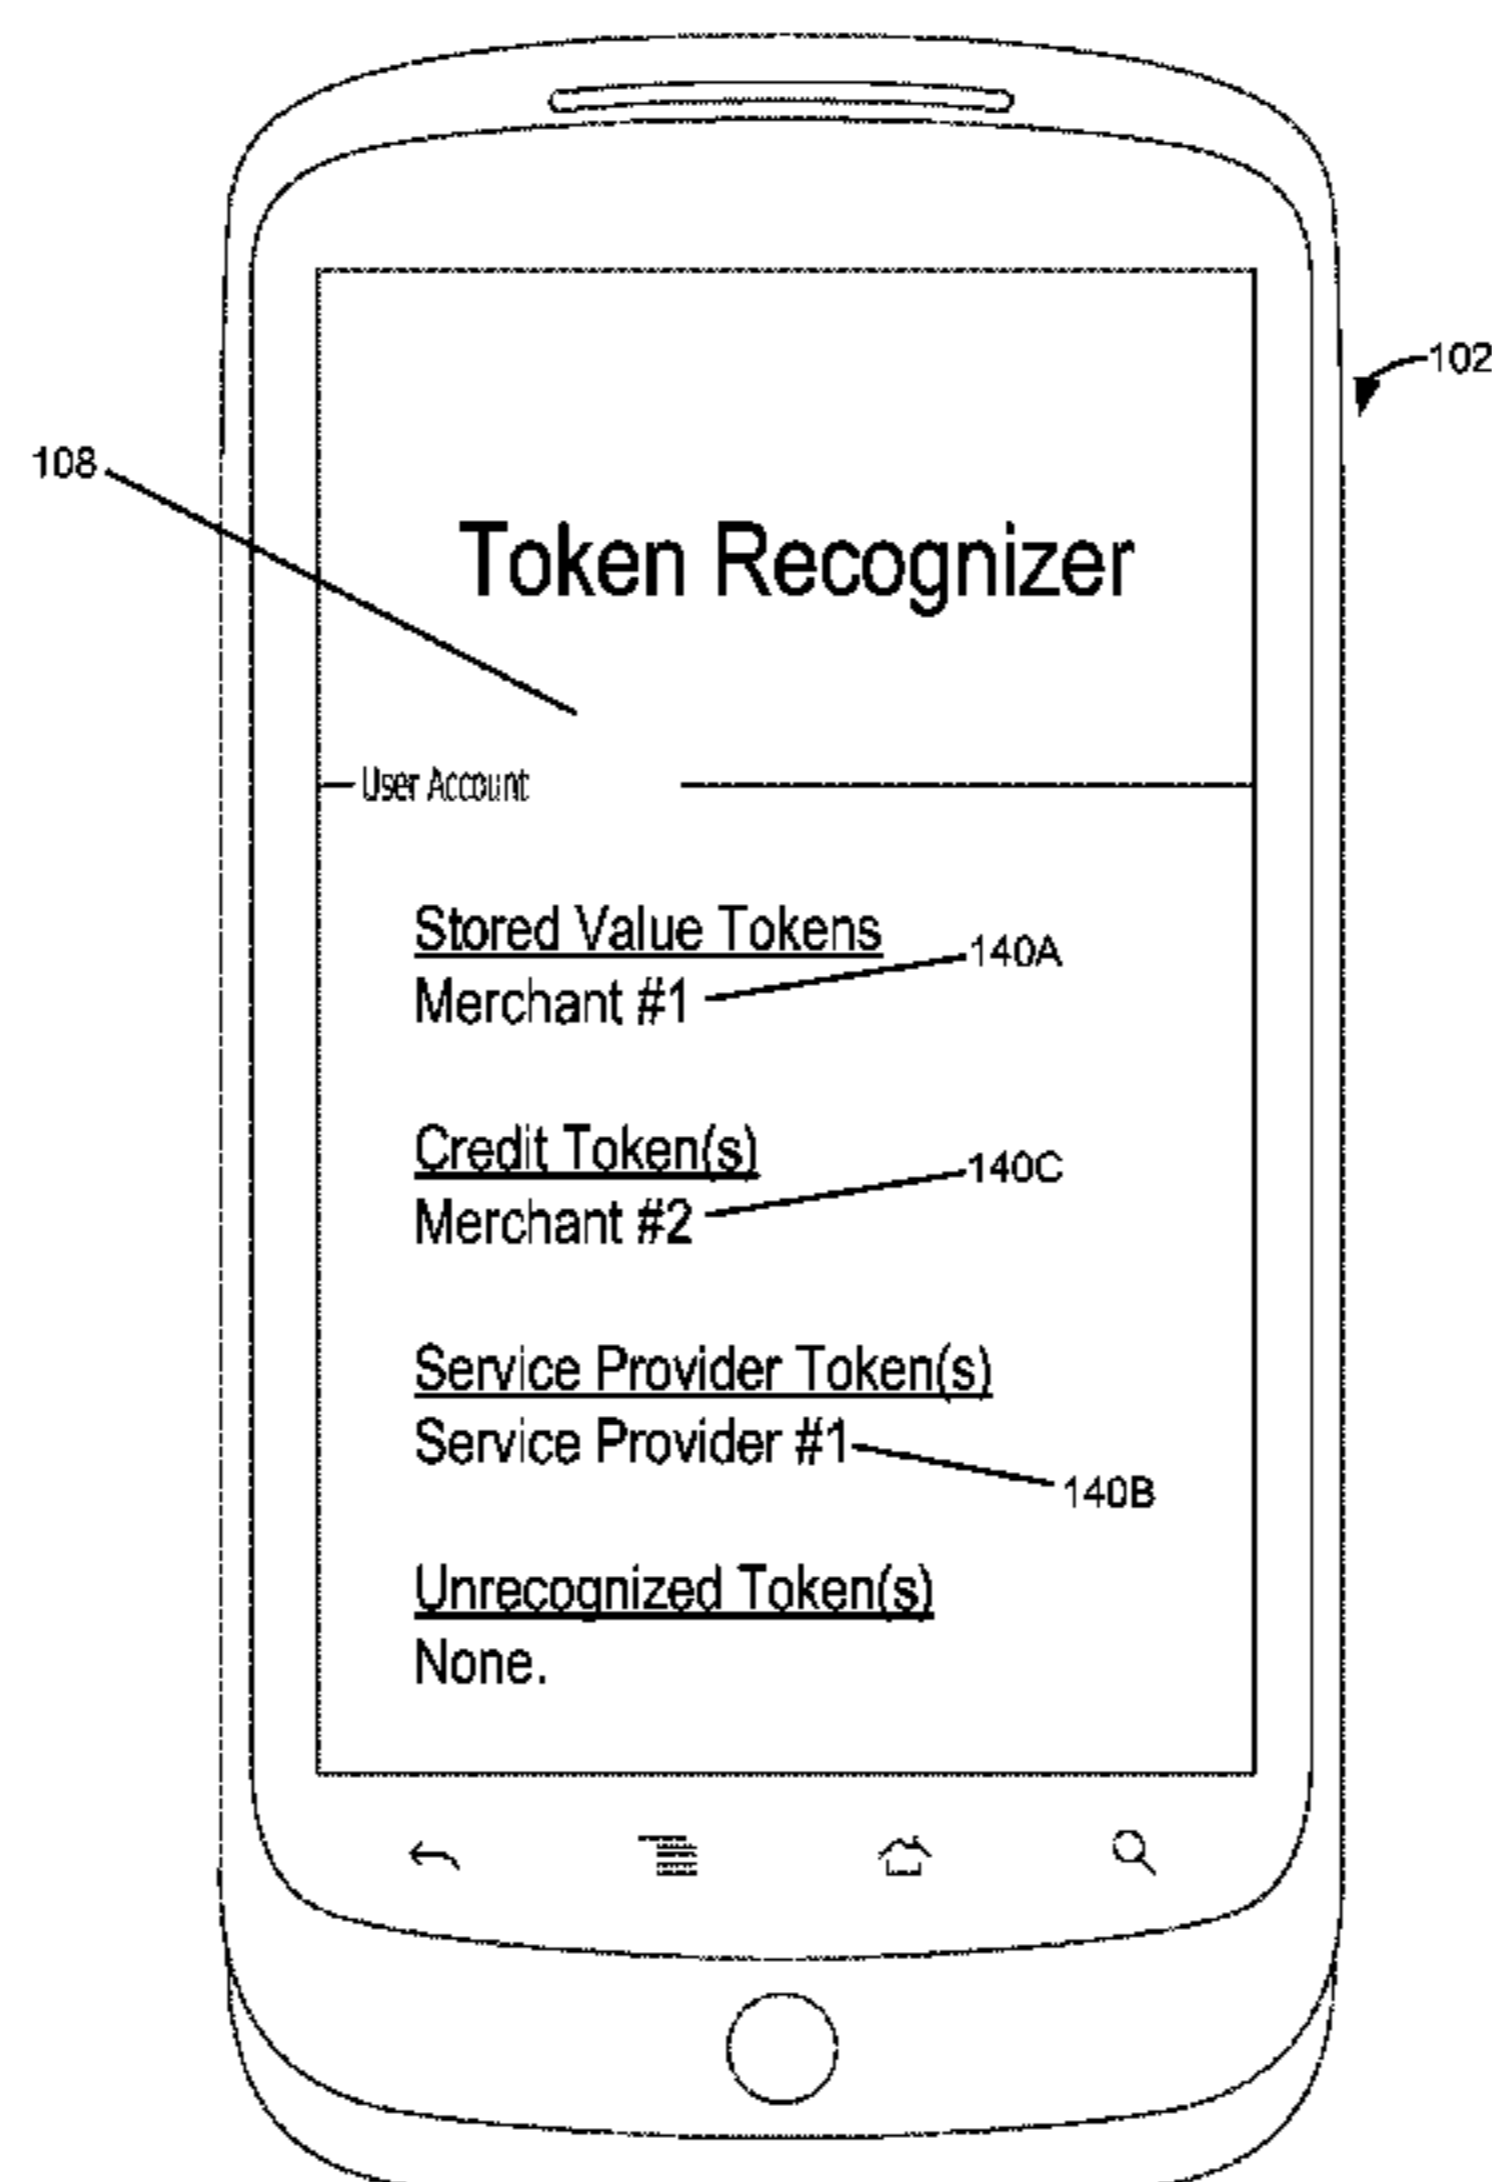 102
108
Token Recognizer
User Account
Stored Value Tokens
140A
Merchant #1
Credit Token(s)
140C
Merchant #2
Service Provider Token(s)
Service Provider #1
140B
Unrecognized Token(s)
None.